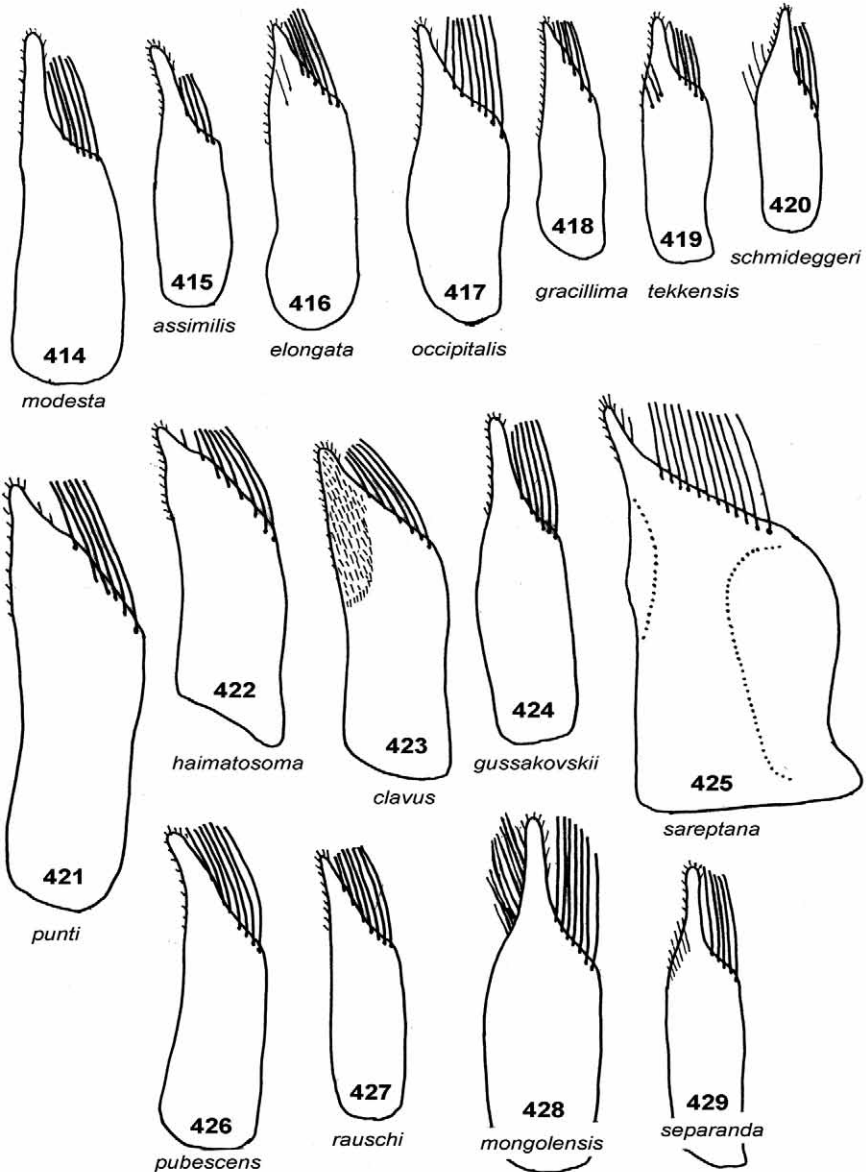 414
modesta
415
assimilis
416
elongata
417
occipitalis
418
gracillima
419
tekkensis
420
schmideggeri
421
punti
422
haimatosoma
423
clavus
424
gussakovskii
425
sareptana
426
pubescens
427
rauschi
428
mongolensis
429
separanda